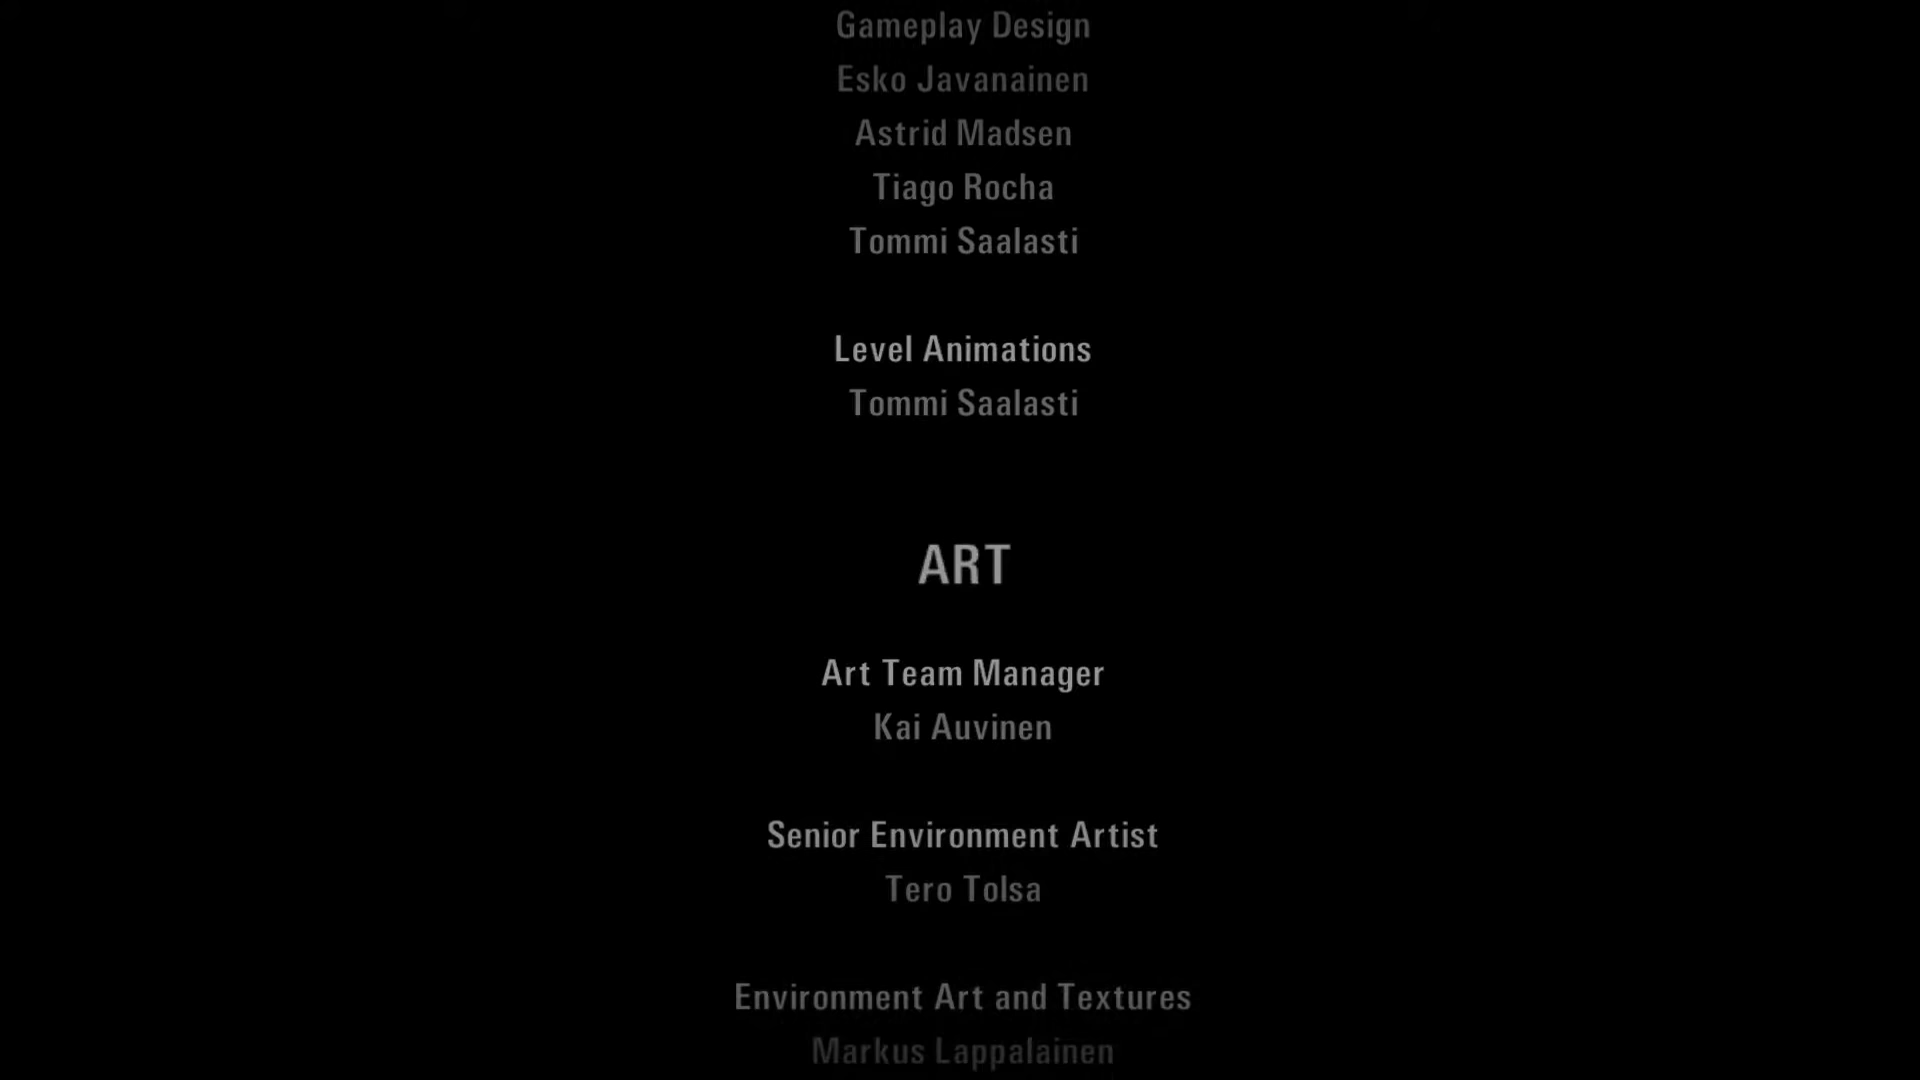 Gameplay Design
Esko Javanainen
Astrid Madsen
Tiago Rocha
Tommi Saalasti
Level Animations
Tommi Saalasti
ART
Art Team Manager
Kai Auvinen
Senior Environment Artist
Tero Tolsa
Environment Art and Textures
Markus Lappalainen